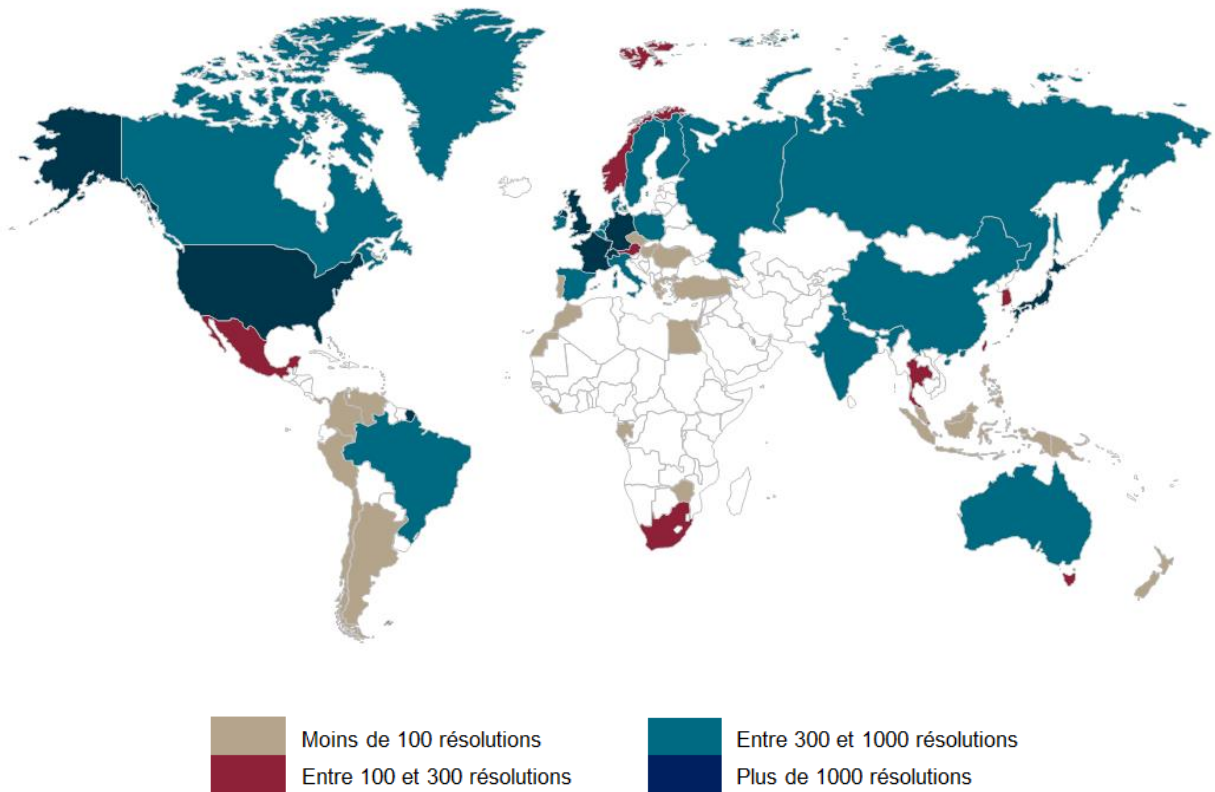 Moins de 100 résolutions
Entre 100 et 300 résolutions
Entre 300 et 1000 résolutions
Plus de 1000 résolutions